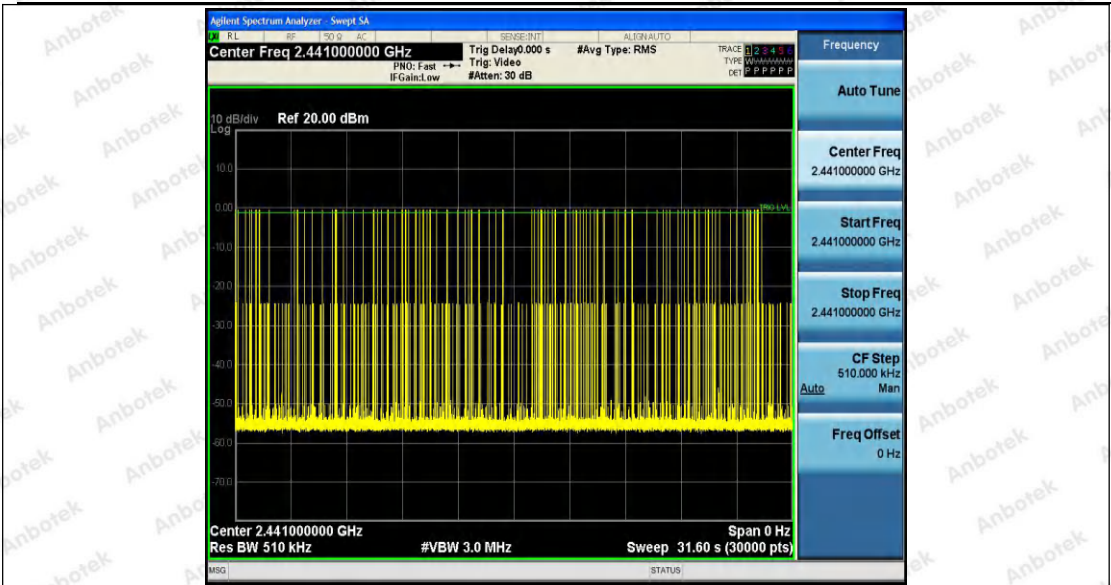 Agilent Spectrum Analyzer - Swept SA
RL RF 50 Ω AC SENSE:INT ALIGNAUTO
Center Freq 2.441000000 GHz
PNO: Fast
IFGain:Low
Trig Delay0.000 s
Trig: Video
#Atten: 30 dB
#Avg Type: RMS
TRACE 1 2 3 4 5 6
TYPE
DET P P P P P P
10 dB/div Ref 20.00 dBm
Log
10.0
0.00
TRIG LVL
-10.0
-20.0
-30.0
-40.0
-50.0
-60.0
-70.0
Center 2.441000000 GHz
Span 0 Hz
Res BW 510 kHz
#VBW 3.0 MHz
Sweep 31.60 s (30000 pts)
MSG
STATUS
Frequency
Auto Tune
Center Freq
2.441000000 GHz
Start Freq
2.441000000 GHz
Stop Freq
2.441000000 GHz
CF Step
510.000 kHz
Auto Man
Freq Offset
0 Hz
Anbotek